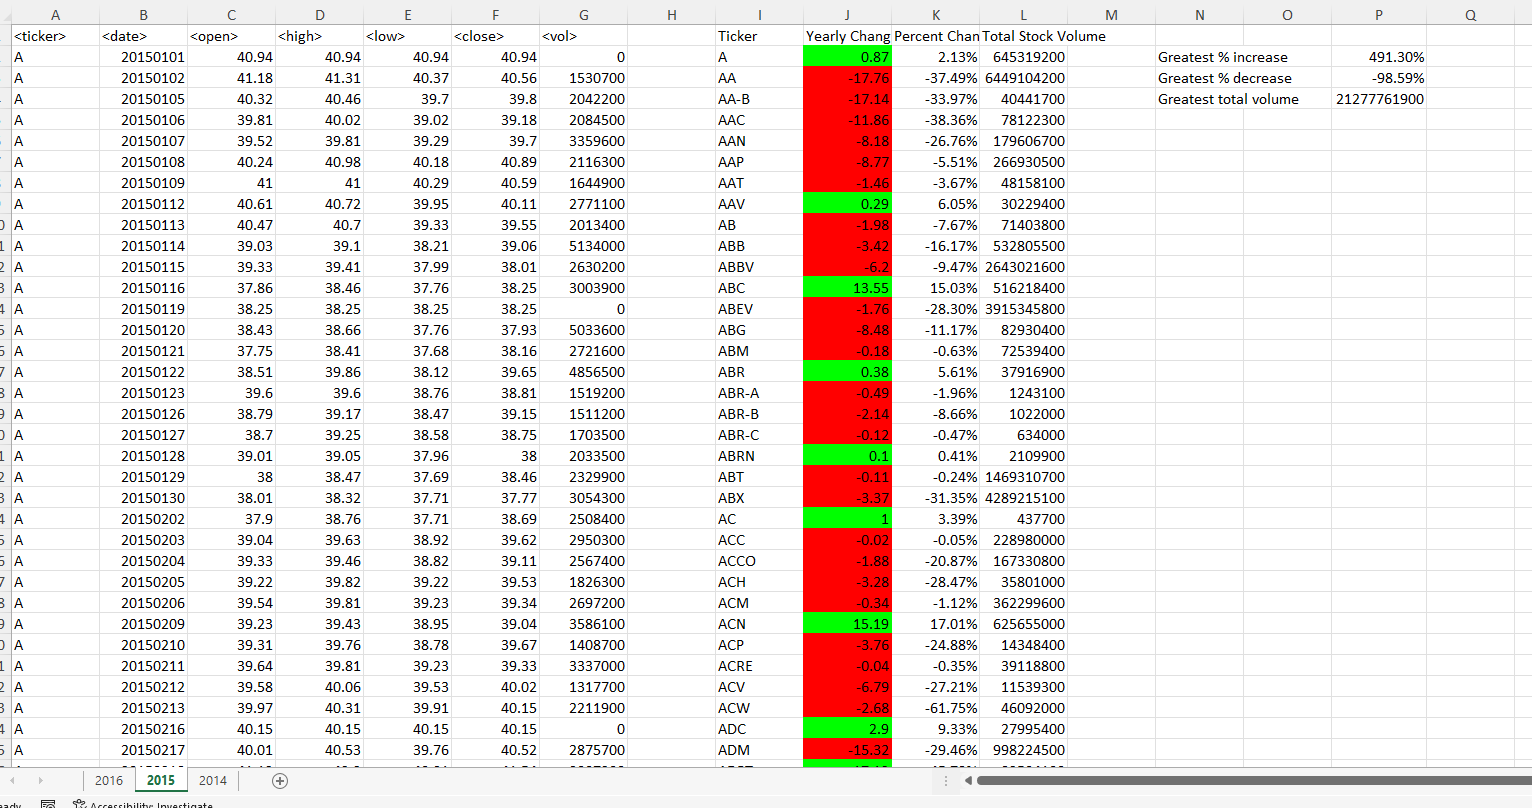 A B C D E F G H I J K L M N O P Q
<ticker> <date> <open> <high> <low> <close> <vol> Ticker Yearly Chang Percent Chan Total Stock Volume
A 20150101 40.94 40.94 40.94 40.94 0 A 0.87 2.13% 645319200 Greatest % increase 491.30%
A 20150102 41.18 41.31 40.37 40.56 1530700 AA -17.76 -37.49% 6449104200 Greatest % decrease -98.59%
A 20150105 40.32 40.46 39.7 39.8 2042200 AA-B -17.14 -33.97% 40441700 Greatest total volume 21277761900
A 20150106 39.81 40.02 39.02 39.18 2084500 AAC -11.86 -38.36% 78122300
A 20150107 39.52 39.81 39.29 39.7 3359600 AAN -8.18 -26.76% 179606700
A 20150108 40.24 40.98 40.18 40.89 2116300 AAP -8.77 -5.51% 266930500
A 20150109 41 41 40.29 40.59 1644900 AAT -1.46 -3.67% 48158100
A 20150112 40.61 40.72 39.95 40.11 2771100 AAV 0.29 6.05% 30229400
A 20150113 40.47 40.7 39.33 39.55 2013400 AB -1.98 -7.67% 71403800
A 20150114 39.03 39.1 38.21 39.06 5134000 ABB -3.42 -16.17% 532805500
A 20150115 39.33 39.41 37.99 38.01 2630200 ABBV -6.2 -9.47% 2643021600
A 20150116 37.86 38.46 37.76 38.25 3003900 ABC 13.55 15.03% 516218400
A 20150119 38.25 38.25 38.25 38.25 0 ABEV -1.76 -28.30% 3915345800
A 20150120 38.43 38.66 37.76 37.93 5033600 ABG -8.48 -11.17% 82930400
A 20150121 37.75 38.41 37.68 38.16 2721600 ABM -0.18 -0.63% 72539400
A 20150122 38.51 39.86 38.12 39.65 4856500 ABR 0.38 5.61% 37916900
A 20150123 39.6 39.6 38.76 38.81 1519200 ABR-A -0.49 -1.96% 1243100
A 20150126 38.79 39.17 38.47 39.15 1511200 ABR-B -2.14 -8.66% 1022000
A 20150127 38.7 39.25 38.58 38.75 1703500 ABR-C -0.12 -0.47% 634000
A 20150128 39.01 39.05 37.96 38 2033500 ABRN 0.1 0.41% 2109900
A 20150129 38 38.47 37.69 38.46 2329900 ABT -0.11 -0.24% 1469310700
A 20150130 38.01 38.32 37.71 37.77 3054300 ABX -3.37 -31.35% 4289215100
A 20150202 37.9 38.76 37.71 38.69 2508400 AC 1 3.39% 437700
A 20150203 39.04 39.63 38.92 39.62 2950300 ACC -0.02 -0.05% 228980000
A 20150204 39.33 39.46 38.82 39.11 2567400 ACCO -1.88 -20.87% 167330800
A 20150205 39.22 39.82 39.22 39.53 1826300 ACH -3.28 -28.47% 35801000
A 20150206 39.54 39.81 39.23 39.34 2697200 ACM -0.34 -1.12% 362299600
A 20150209 39.23 39.43 38.95 39.04 3586100 ACN 15.19 17.01% 625655000
A 20150210 39.31 39.76 38.78 39.67 1408700 ACP -3.76 -24.88% 14348400
A 20150211 39.64 39.81 39.23 39.33 3337000 ACRE -0.04 -0.35% 39118800
A 20150212 39.58 40.06 39.53 40.02 1317700 ACV -6.79 -27.21% 11539300
A 20150213 39.97 40.31 39.91 40.15 2211900 ACW -2.68 -61.75% 46092000
A 20150216 40.15 40.15 40.15 40.15 0 ADC 2.9 9.33% 27995400
A 20150217 40.01 40.53 39.76 40.52 2875700 ADM -15.32 -29.46% 998224500
2016 2015 2014
Accessibility: Investigate